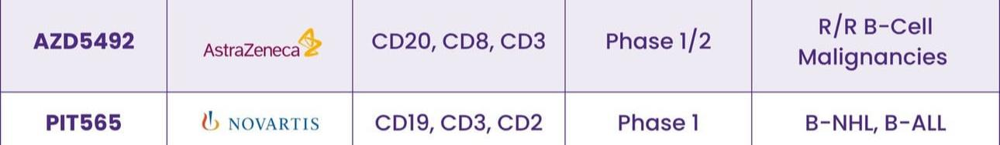 AZD5492
AstraZeneca
CD20, CD8, CD3
Phase 1/2
R/R B-Cell
Malignancies
PIT565
NOVARTIS
CD19, CD3, CD2
Phase 1
B-NHL, B-ALL